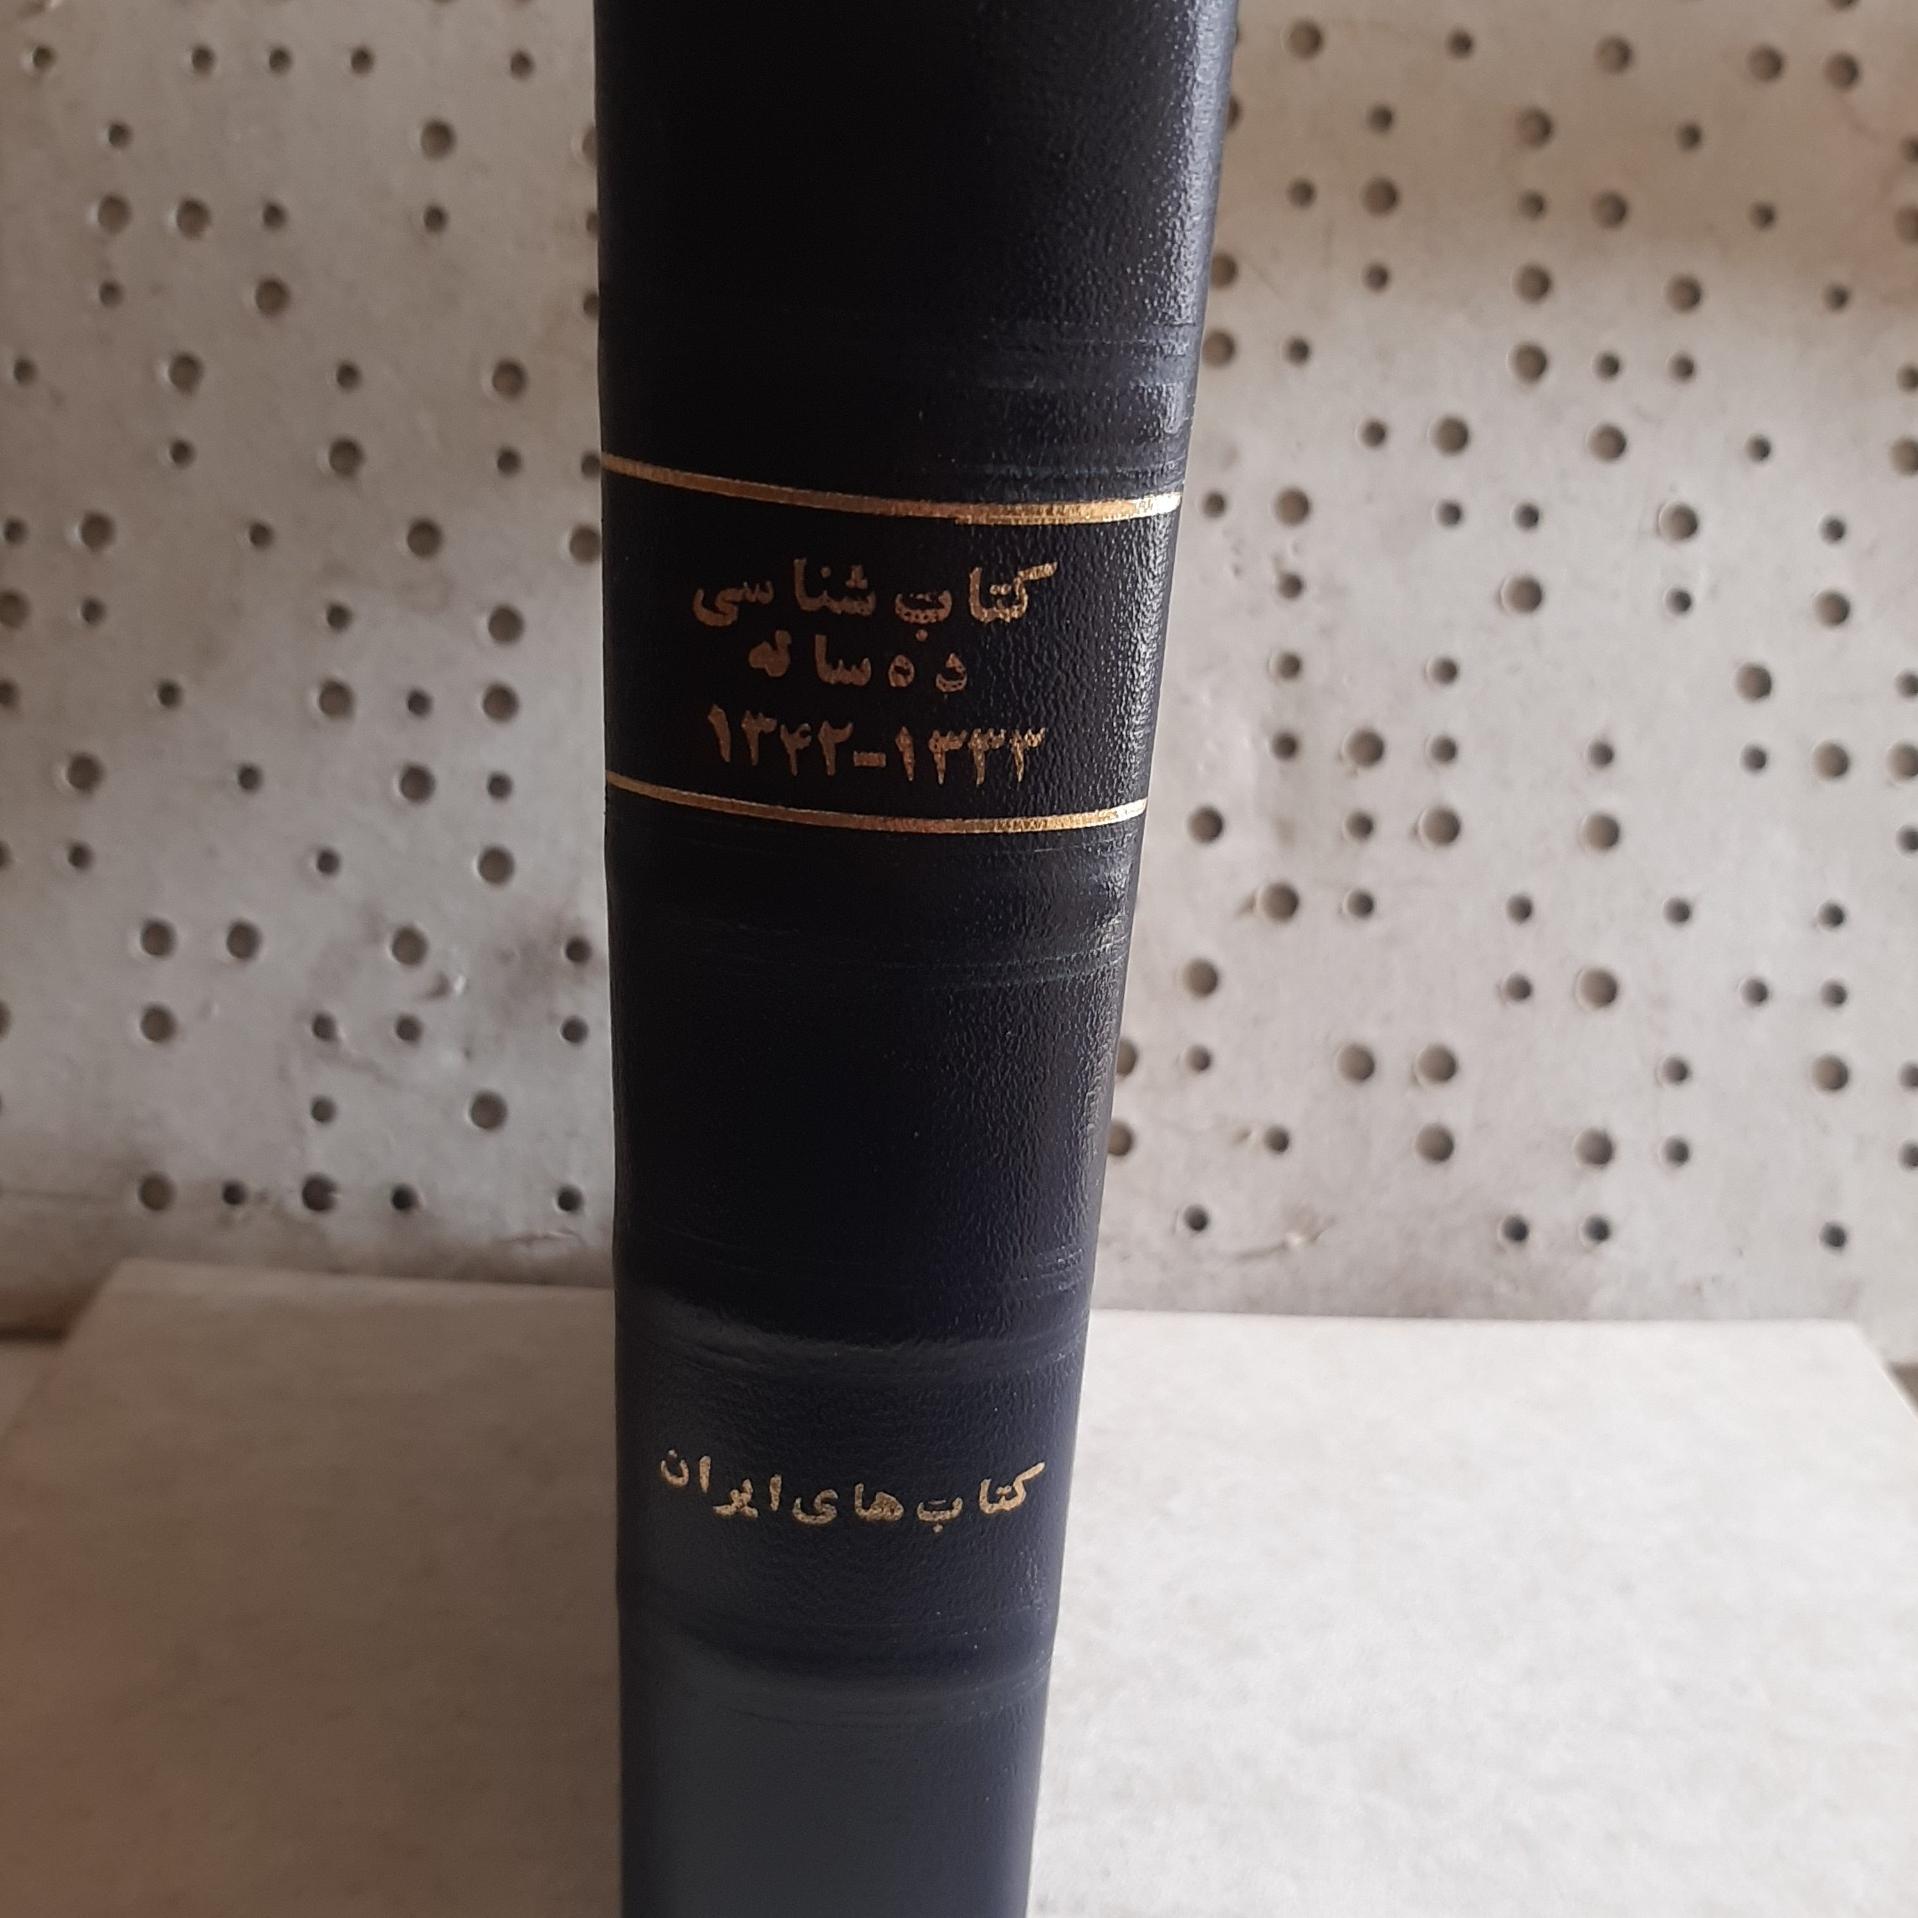 کتاب شناسی
ده ساله
۱۳۳۳-۱۳۴۲
کتاب های ایران